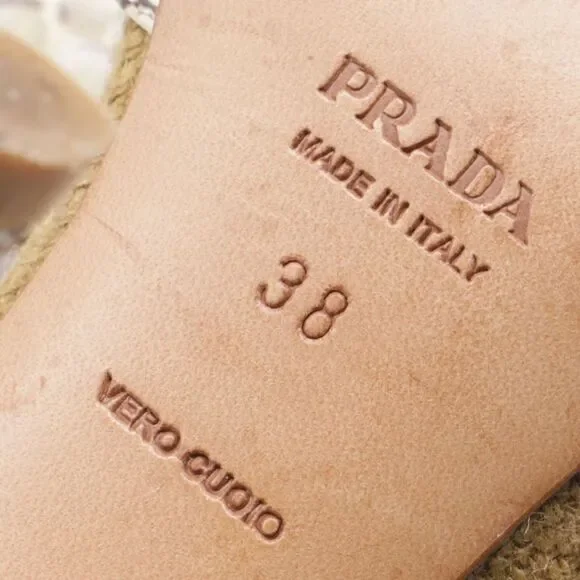 PRADA
MADE IN ITALY
38
VERO CUOIO